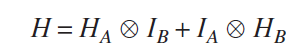 H = H_A ⊗ I_B + I_A ⊗ H_B